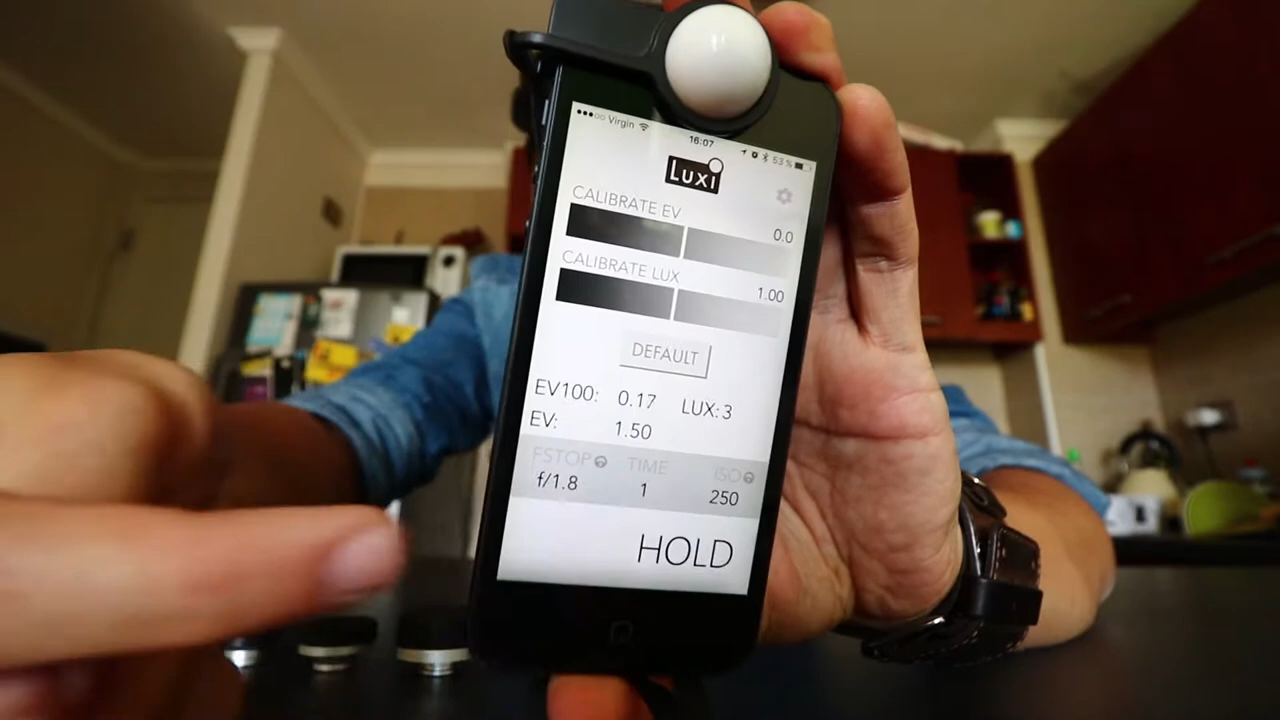 Virgin 16:07 53 %
LUXI
CALIBRATE EV 0.0
CALIBRATE LUX 1.00
DEFAULT
EV100: 0.17 LUX: 3
EV: 1.50
FSTOP TIME ISO
f/1.8 1 250
HOLD